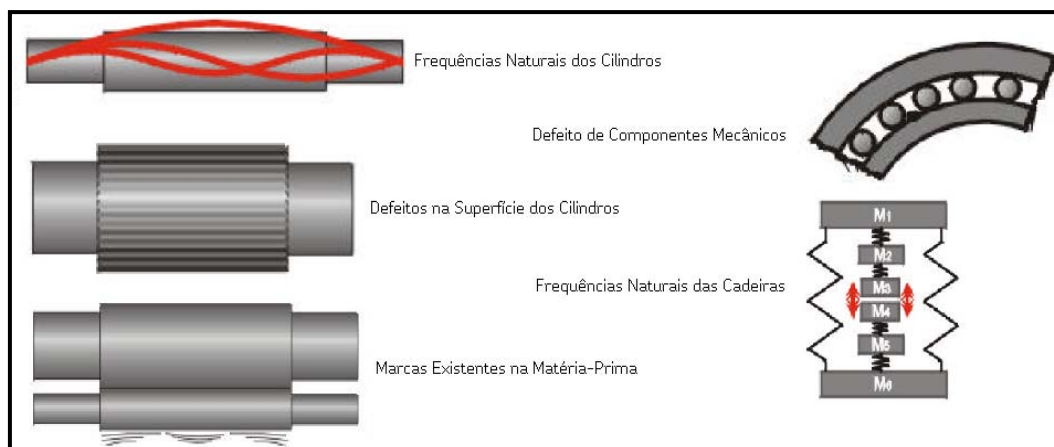 Frequências Naturais dos Cilindros
Defeito de Componentes Mecânicos
Defeitos na Superfície dos Cilindros
M1
M2
M3
Frequências Naturais das Cadeiras
M4
M5
Marcas Existentes na Matéria-Prima
M6